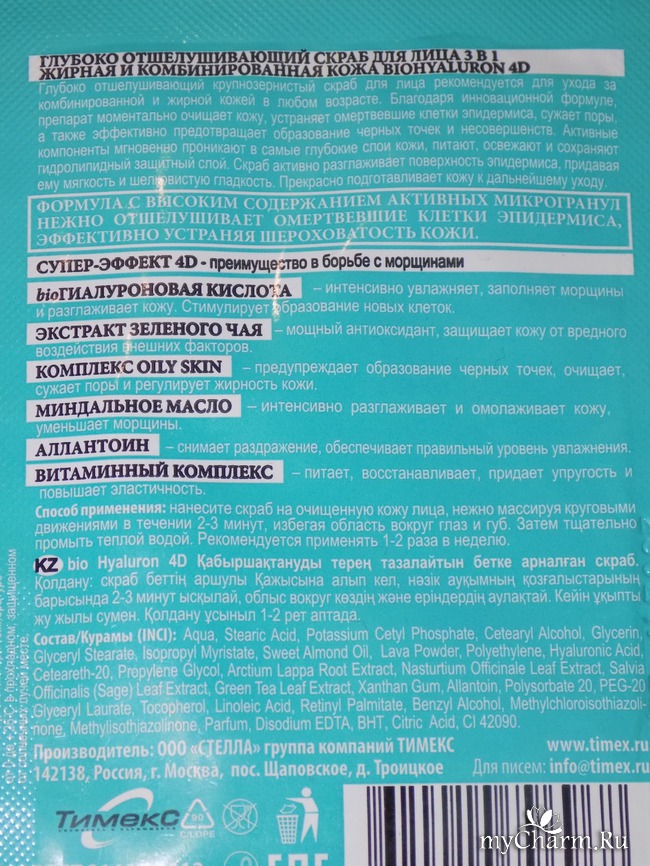 ГЛУБОКО ОТШЕЛУШИВАЮЩИЙ СКРАБ ДЛЯ ЛИЦА 3 В 1
ЖИРНАЯ И КОМБИНИРОВАННАЯ КОЖА BIOHYALURON 4D
Глубоко отшелушивающий крупнозернистый скраб для лица рекомендуется для ухода за
комбинированной и жирной кожей в любом возрасте. Благодаря инновационной формуле,
препарат моментально очищает кожу, устраняет омертвевшие клетки эпидермиса, сужает поры,
а также эффективно предотвращает образование черных точек и несовершенств. Активные
компоненты мгновенно проникают в самые глубокие слои кожи, питают, освежают и сохраняют
гидролипидный защитный слой. Скраб активно разглаживает поверхность эпидермиса, придавая
ему мягкость и шелковистую гладкость. Прекрасно подготавливает кожу к дальнейшему уходу.
ФОРМУЛА С ВЫСОКИМ СОДЕРЖАНИЕМ АКТИВНЫХ МИКРОГРАНУЛ
НЕЖНО ОТШЕЛУШИВАЕТ ОМЕРТВЕВШИЕ КЛЕТКИ ЭПИДЕРМИСА,
ЭФФЕКТИВНО УСТРАНЯЯ ШЕРОХОВАТОСТЬ КОЖИ.
СУПЕР-ЭФФЕКТ 4D - преимущество в борьбе с морщинами
bioГИАЛУРОНОВАЯ КИСЛОТА – интенсивно увлажняет, заполняет морщины
и разглаживает кожу. Стимулирует образование новых клеток.
ЭКСТРАКТ ЗЕЛЕНОГО ЧАЯ – мощный антиоксидант, защищает кожу от вредного
воздействия внешних факторов.
КОМПЛЕКС OILY SKIN – предупреждает образование черных точек, очищает,
сужает поры и регулирует жирность кожи.
МИНДАЛЬНОЕ МАСЛО – интенсивно разглаживает и омолаживает кожу,
уменьшает морщины.
АЛЛАНТОИН – снимает раздражение, обеспечивает правильный уровень увлажнения.
ВИТАМИННЫЙ КОМПЛЕКС – питает, восстанавливает, придает упругость и
повышает эластичность.
Способ применения: нанесите скраб на очищенную кожу лица, нежно массируя круговыми
движениями в течении 2-3 минут, избегая область вокруг глаз и губ. Затем тщательно
промыть теплой водой. Рекомендуется применять 1-2 раза в неделю.
KZ bio Hyaluron 4D Қабыршақтануды терең тазалайтын бетке арналған скраб.
Қолдану: скраб беттің аршулы Қажысына алып кел, нәзік ауқымның қозғалыстарының
барысында 2-3 минут ысқылай, облыс вокруг көздің және еріндердің аулақтай. Кейін ұқыпты
жу жылы сумен. Қолдану ұсыныл 1-2 рет аптада.
Состав/Курамы (INCI): Aqua, Stearic Acid, Potassium Cetyl Phosphate, Cetearyl Alcohol, Glycerin,
Glyceryl Stearate, Isopropyl Myristate, Sweet Almond Oil, Lava Powder, Polyethylene, Hyaluronic Acid,
Ceteareth-20, Propylene Glycol, Arctium Lappa Root Extract, Nasturtium Officinale Leaf Extract, Salvia
Officinalis (Sage) Leaf Extract, Green Tea Leaf Extract, Xanthan Gum, Allantoin, Polysorbate 20, PEG-20
Glyceryl Laurate, Tocopherol, Linoleic Acid, Retinyl Palmitate, Benzyl Alcohol, Methylchloroisothiazoli-
none, Methylisothiazolinone, Parfum, Disodium EDTA, BHT, Citric Acid, CI 42090.
Производитель: ООО «СТЕЛЛА» группа компаний ТИМЕКС www.timex.ru
142138, Россия, г. Москва, пос. Щаповское, д. Троицкое Для писем: info@timex.ru
Тимекс
90
C/LDPE
ЕАС
myCharm.Ru